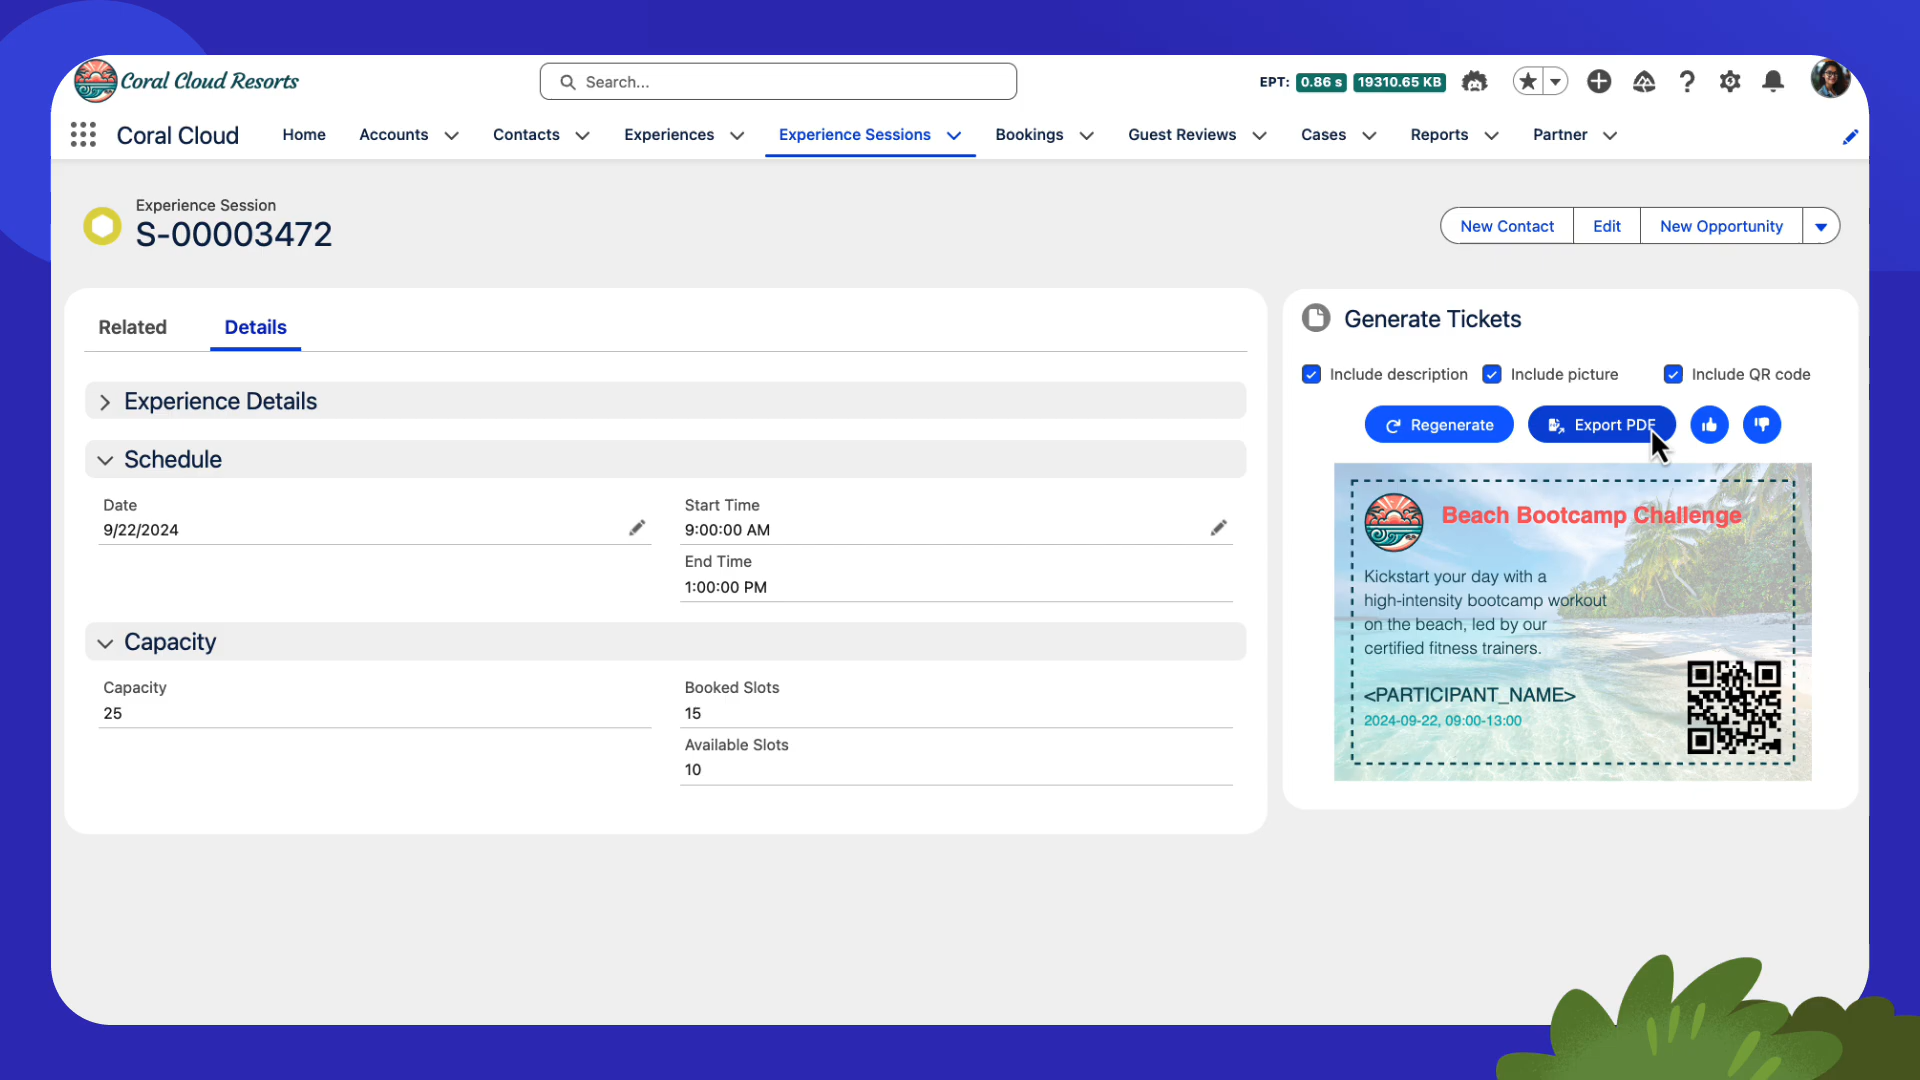 Coral Cloud Resorts
Search...
EPT: 0.86 s 19310.65 KB
Coral Cloud
Home
Accounts
Contacts
Experiences
Experience Sessions
Bookings
Guest Reviews
Cases
Reports
Partner
Experience Session
S-00003472
New Contact
Edit
New Opportunity
Related
Details
Experience Details
Schedule
Date
9/22/2024
Start Time
9:00:00 AM
End Time
1:00:00 PM
Capacity
Capacity
25
Booked Slots
15
Available Slots
10
Generate Tickets
Include description
Include picture
Include QR code
Regenerate
Export PDF
Beach Bootcamp Challenge
Kickstart your day with a
high-intensity bootcamp workout
on the beach, led by our
certified fitness trainers.
<PARTICIPANT_NAME>
2024-09-22, 09:00-13:00